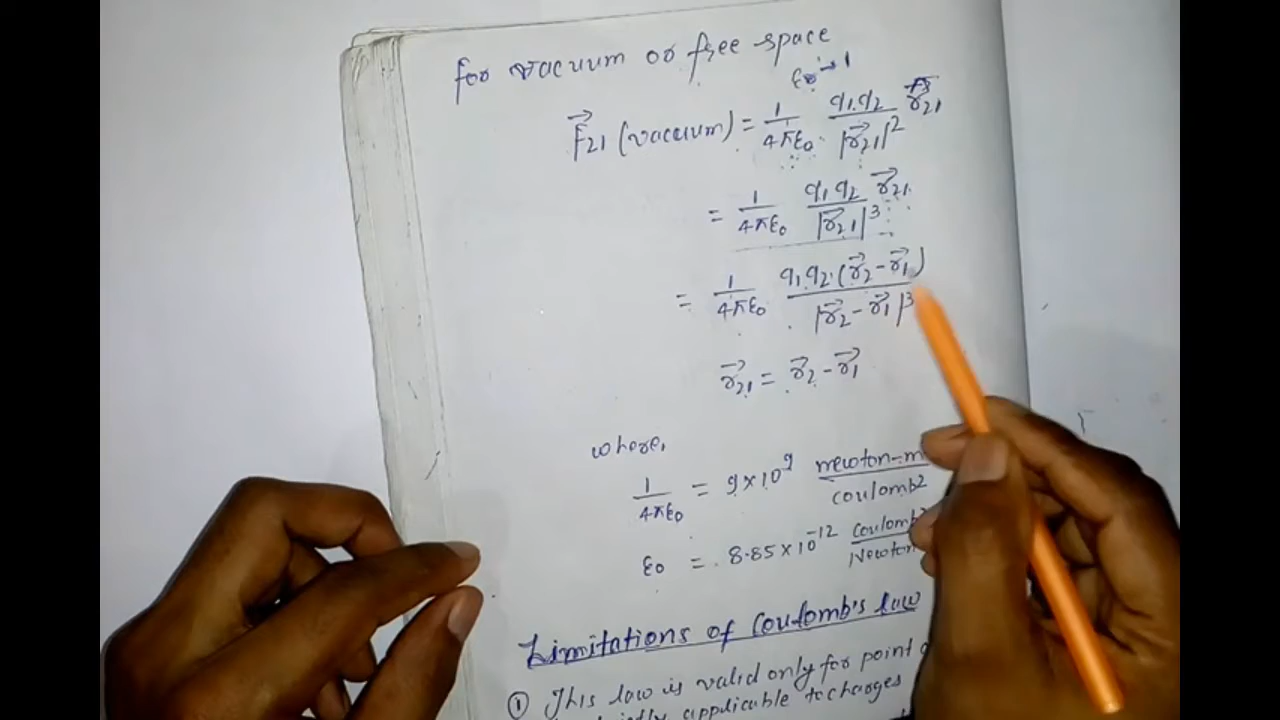 For vacuum or free space
F⃗21 (vacuum) = 1/4πε0 q1q2/|r⃗21|² r̂21
= 1/4πε0 q1q2 r⃗21/|r⃗21|³
= 1/4πε0 q1q2·(r⃗2 - r⃗1)/|r⃗2 - r⃗1|³
r⃗21 = r⃗2 - r⃗1
where,
1/4πε0 = 9×10⁹ newton-m/coulomb²
ε0 = 8.85×10⁻¹² coulomb²/Newton
Limitations of Coulomb's law
① This law is valid only for point
applicable to charges